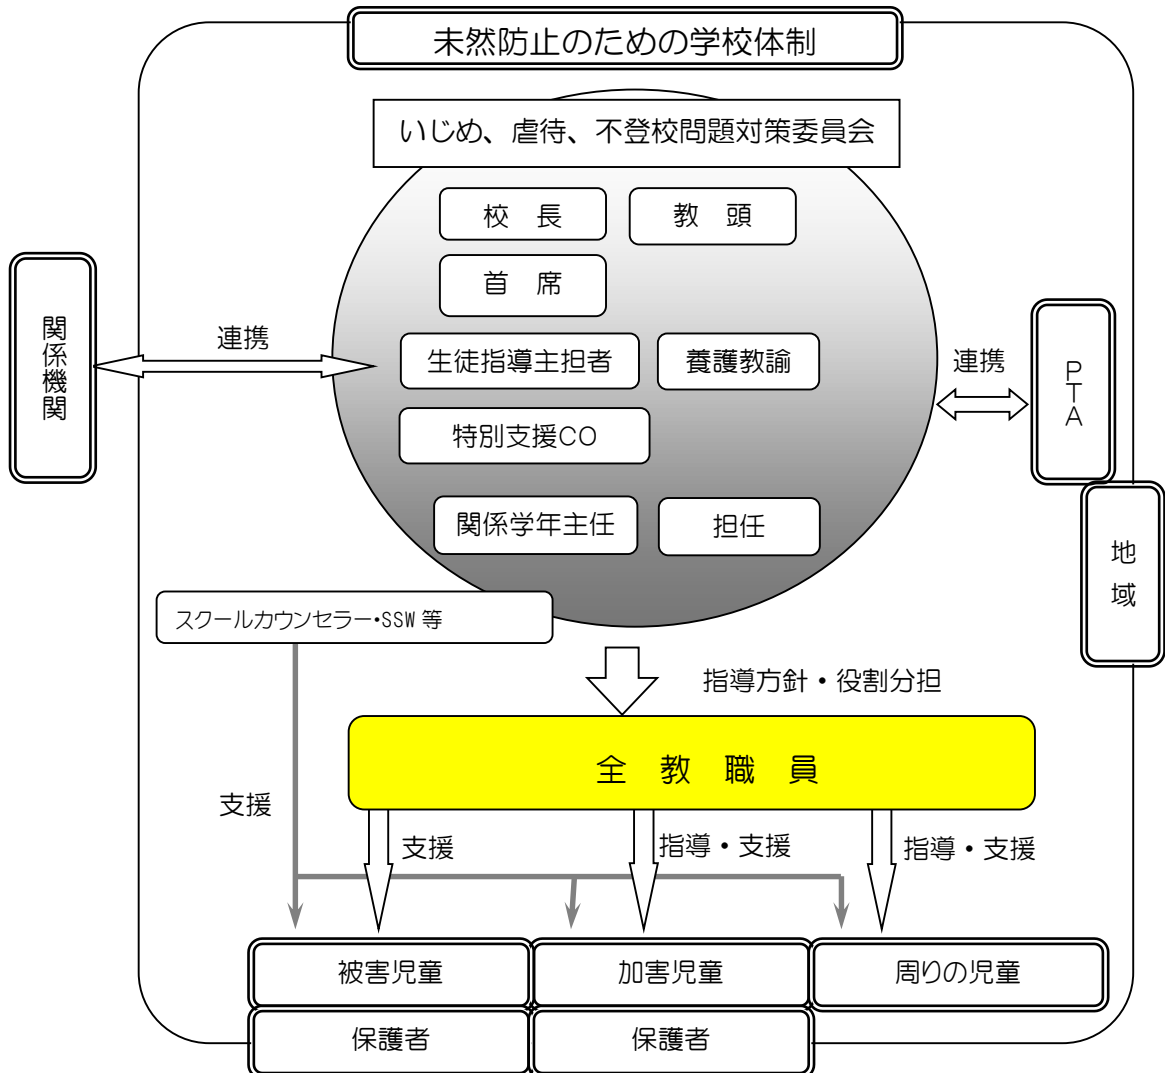 未然防止のための学校体制
いじめ、虐待、不登校問題対策委員会
校　長
教　頭
首　席
関係機関
連携
生徒指導主担者
養護教諭
連携
PTA
特別支援CO
関係学年主任
担任
地域
スクールカウンセラー・SSW 等
指導方針・役割分担
全　教　職　員
支援
支援
指導・支援
指導・支援
被害児童
加害児童
周りの児童
保護者
保護者